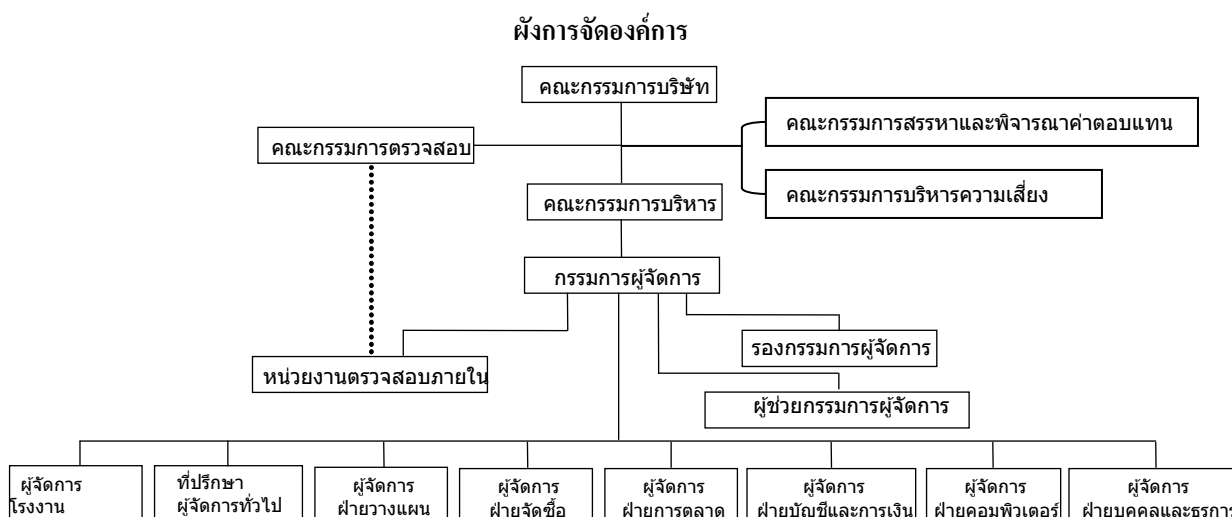 ผังการจัดองค์การ
คณะกรรมการบริษัท
คณะกรรมการสรรหาและพิจารณาค่าตอบแทน
คณะกรรมการตรวจสอบ
คณะกรรมการบริหารความเสี่ยง
คณะกรรมการบริหาร
กรรมการผู้จัดการ
รองกรรมการผู้จัดการ
หน่วยงานตรวจสอบภายใน
ผู้ช่วยกรรมการผู้จัดการ
ผู้จัดการ
โรงงาน
ที่ปรึกษา
ผู้จัดการทั่วไป
ผู้จัดการ
ฝ่ายวางแผน
ผู้จัดการ
ฝ่ายจัดซื้อ
ผู้จัดการ
ฝ่ายการตลาด
ผู้จัดการ
ฝ่ายบัญชีและการเงิน
ผู้จัดการ
ฝ่ายคอมพิวเตอร์
ผู้จัดการ
ฝ่ายบุคคลและธุรการ